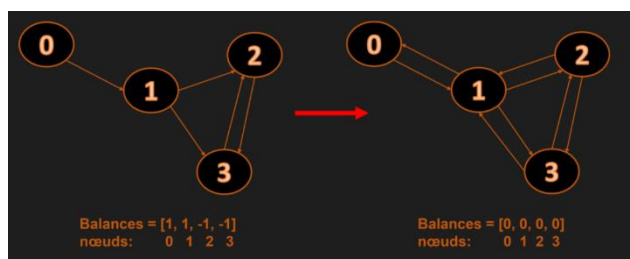 0
1
2
3
Balances = [1, 1, -1, -1]
nœuds: 0 1 2 3
0
1
2
3
Balances = [0, 0, 0, 0]
nœuds: 0 1 2 3